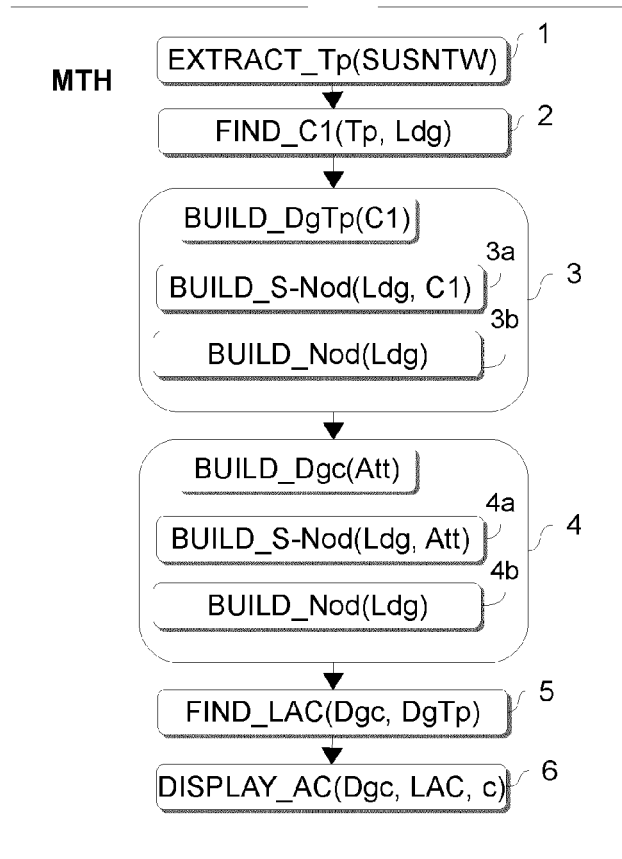 1
EXTRACT_Tp(SUSNTW)
MTH
2
FIND_C1(Tp, Ldg)
BUILD_DgTp(C1)
3a
3
BUILD_S-Nod(Ldg, C1)
3b
BUILD_Nod(Ldg)
BUILD_Dgc(Att)
4a
4
BUILD_S-Nod(Ldg, Att)
4b
BUILD_Nod(Ldg)
5
FIND_LAC(Dgc, DgTp)
6
DISPLAY_AC(Dgc, LAC, c)